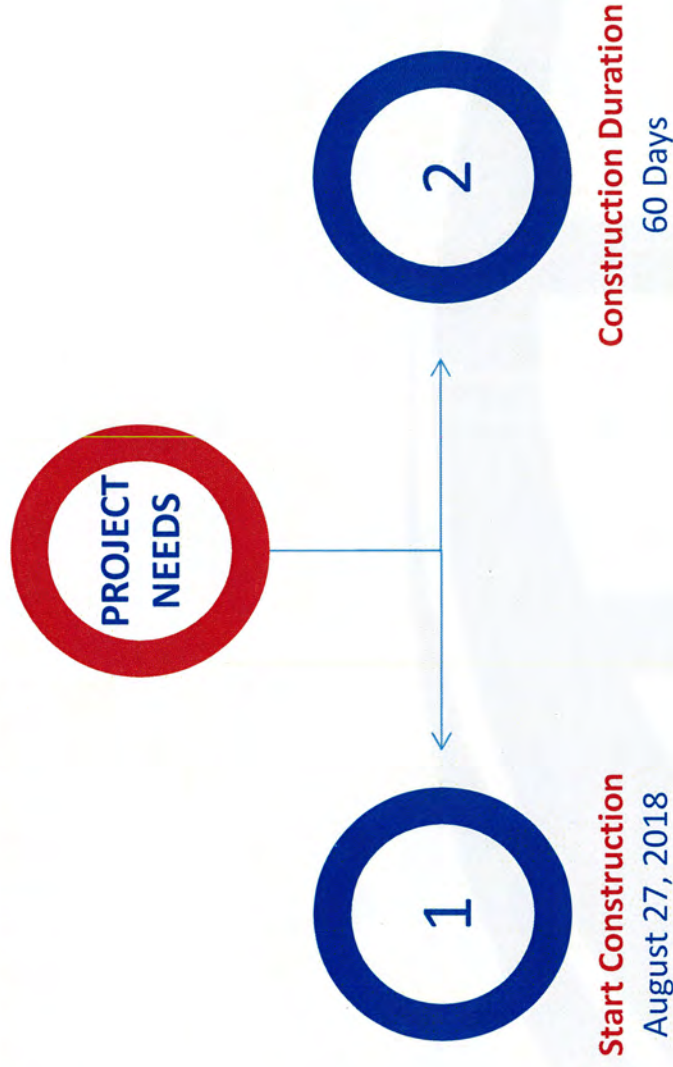 PROJECT
NEEDS
1
Start Construction
August 27, 2018
2
Construction Duration
60 Days